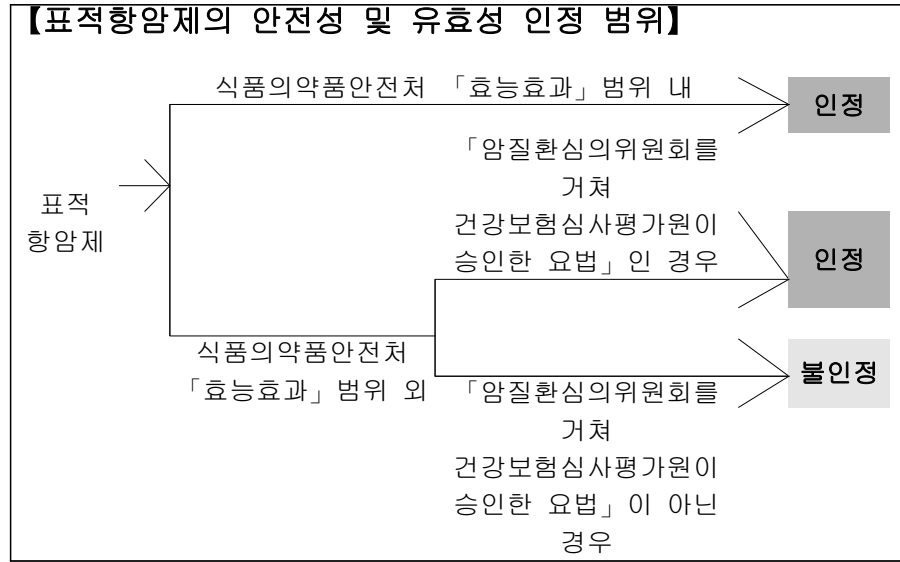 【표적항암제의 안전성 및 유효성 인정 범위】
식품의약품안전처 「효능효과」범위 내
인정
「암질환심의위원회를
거쳐
건강보험심사평가원이
승인한 요법」인 경우
인정
표적
항암제
식품의약품안전처
「효능효과」범위 외
불인정
「암질환심의위원회를
거쳐
건강보험심사평가원이
승인한 요법」이 아닌
경우